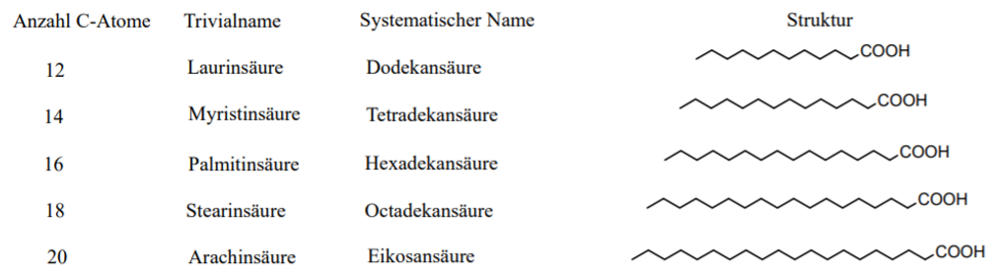 Anzahl C-Atome Trivialname Systematischer Name Struktur
12 Laurinsäure Dodekansäure COOH
14 Myristinsäure Tetradekansäure COOH
16 Palmitinsäure Hexadekansäure COOH
18 Stearinsäure Octadekansäure COOH
20 Arachinsäure Eikosansäure COOH